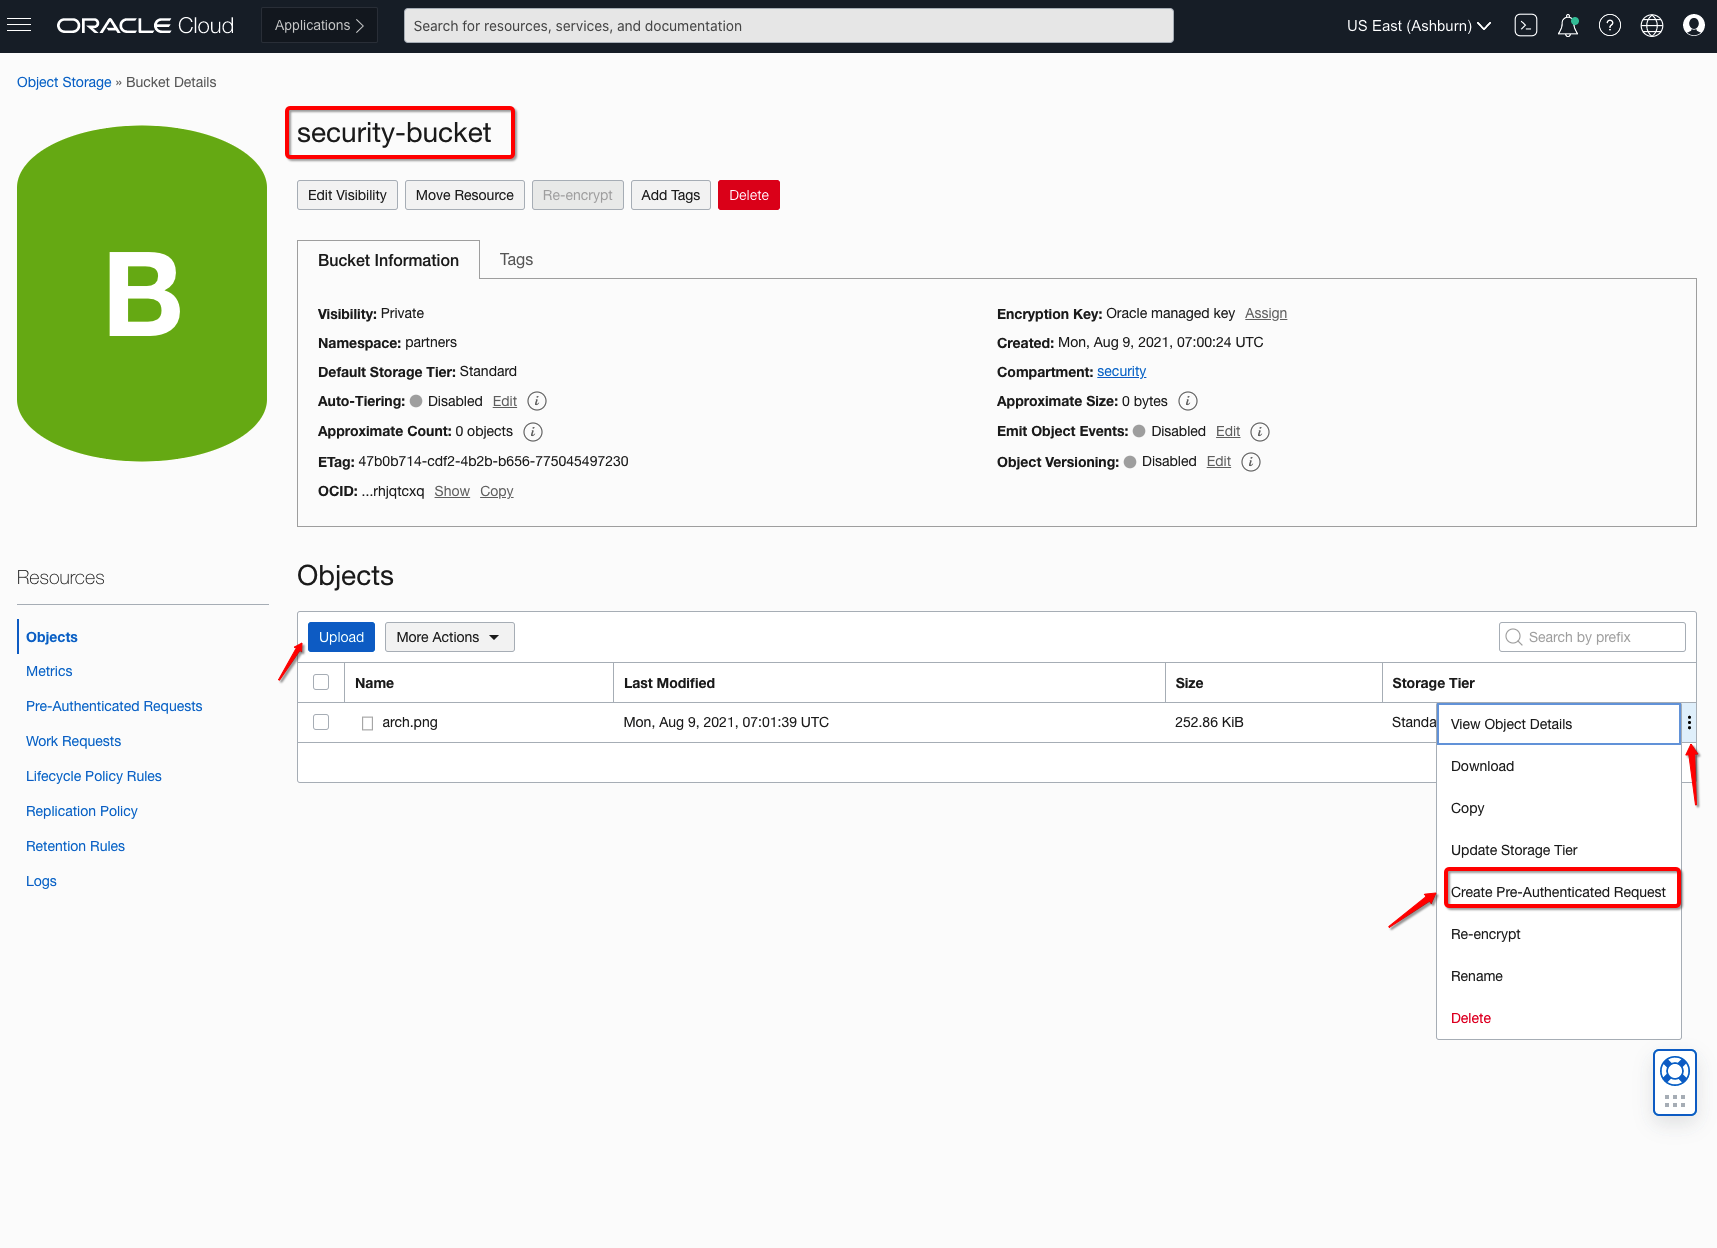 ORACLE Cloud
Applications
Search for resources, services, and documentation
US East (Ashburn)
Object Storage » Bucket Details
B
security-bucket
Edit Visibility
Move Resource
Re-encrypt
Add Tags
Delete
Bucket Information
Tags
Visibility: Private
Namespace: partners
Default Storage Tier: Standard
Auto-Tiering: Disabled Edit
Approximate Count: 0 objects
ETag: 47b0b714-cdf2-4b2b-b656-775045497230
OCID: ...rhjqtcxq Show Copy
Encryption Key: Oracle managed key Assign
Created: Mon, Aug 9, 2021, 07:00:24 UTC
Compartment: security
Approximate Size: 0 bytes
Emit Object Events: Disabled Edit
Object Versioning: Disabled Edit
Resources
Objects
Metrics
Pre-Authenticated Requests
Work Requests
Lifecycle Policy Rules
Replication Policy
Retention Rules
Logs
Objects
Upload
More Actions
Search by prefix
Name
Last Modified
Size
Storage Tier
arch.png
Mon, Aug 9, 2021, 07:01:39 UTC
252.86 KiB
Standa
View Object Details
Download
Copy
Update Storage Tier
Create Pre-Authenticated Request
Re-encrypt
Rename
Delete